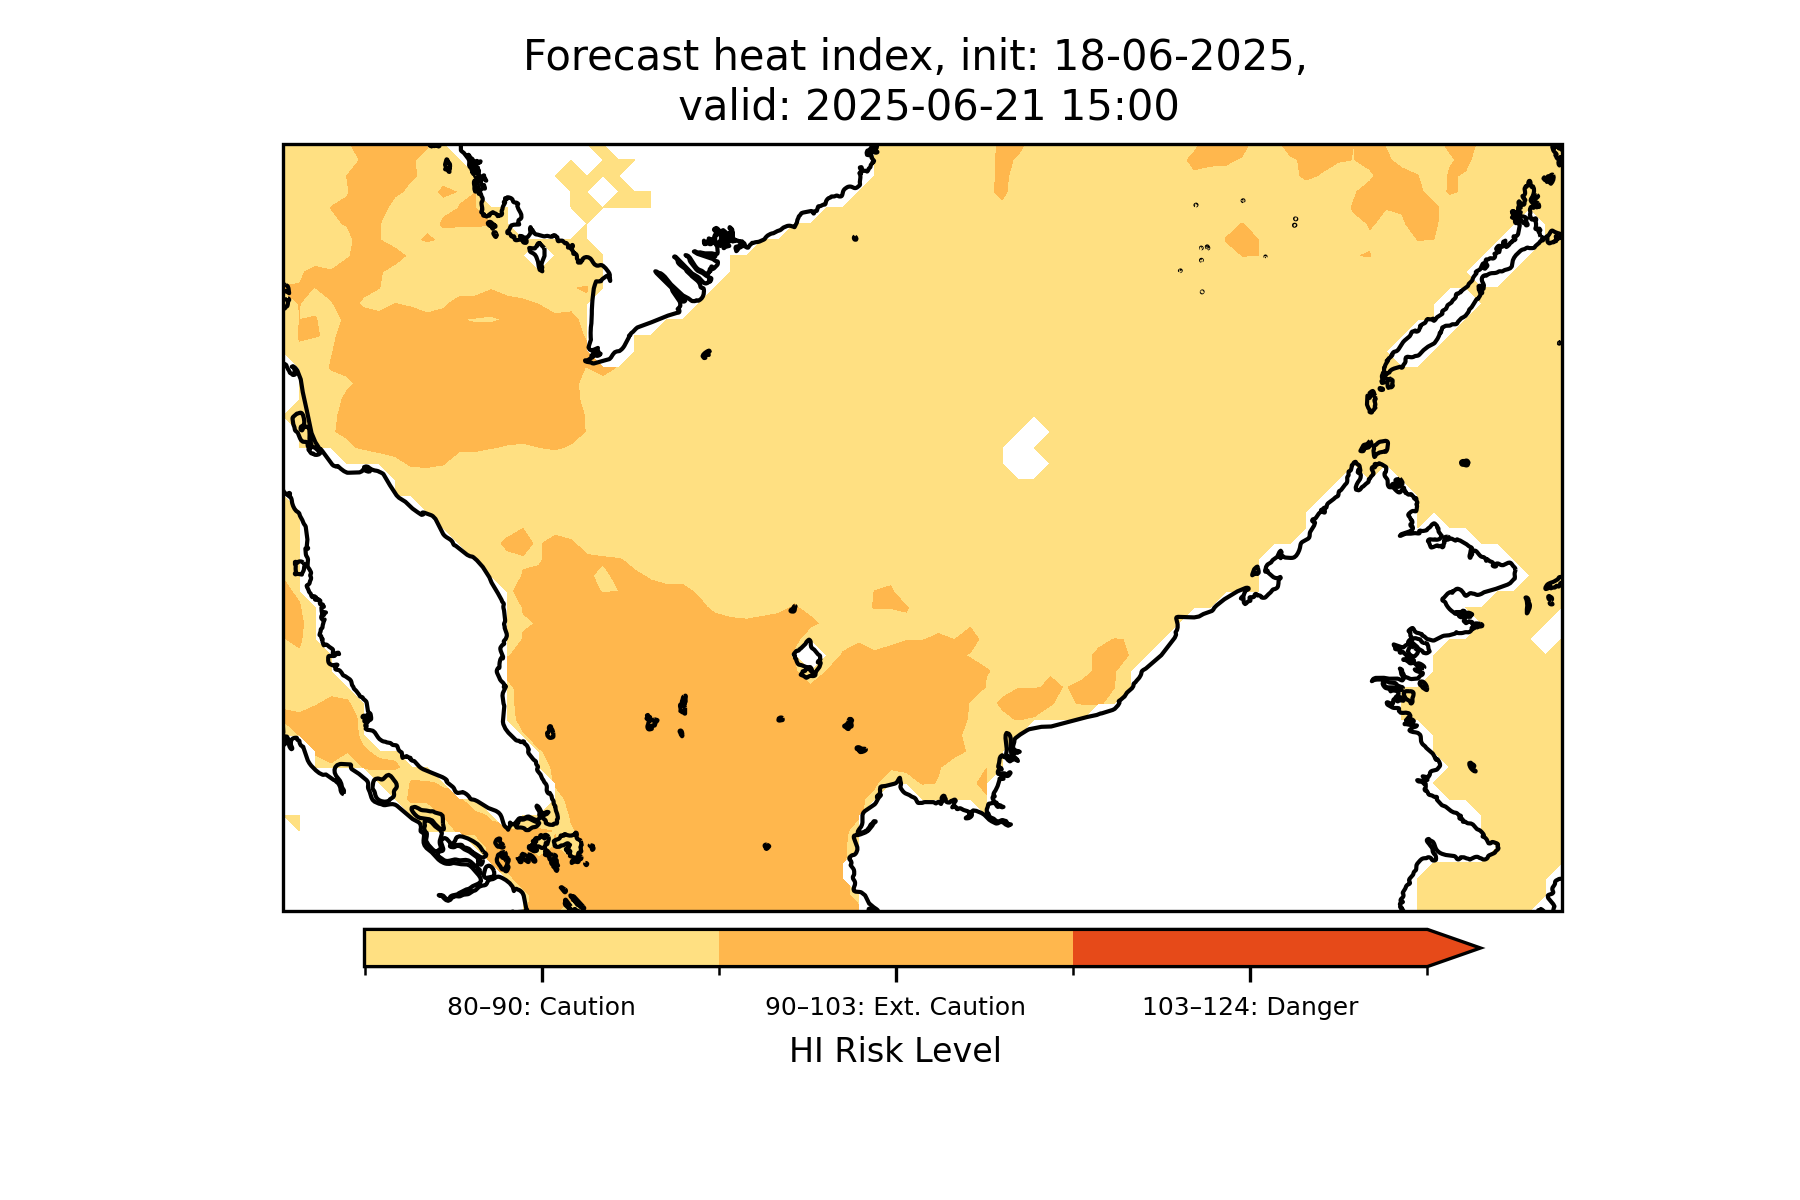 Forecast heat index, init: 18-06-2025,
valid: 2025-06-21 15:00
80–90: Caution
90–103: Ext. Caution
103–124: Danger
HI Risk Level